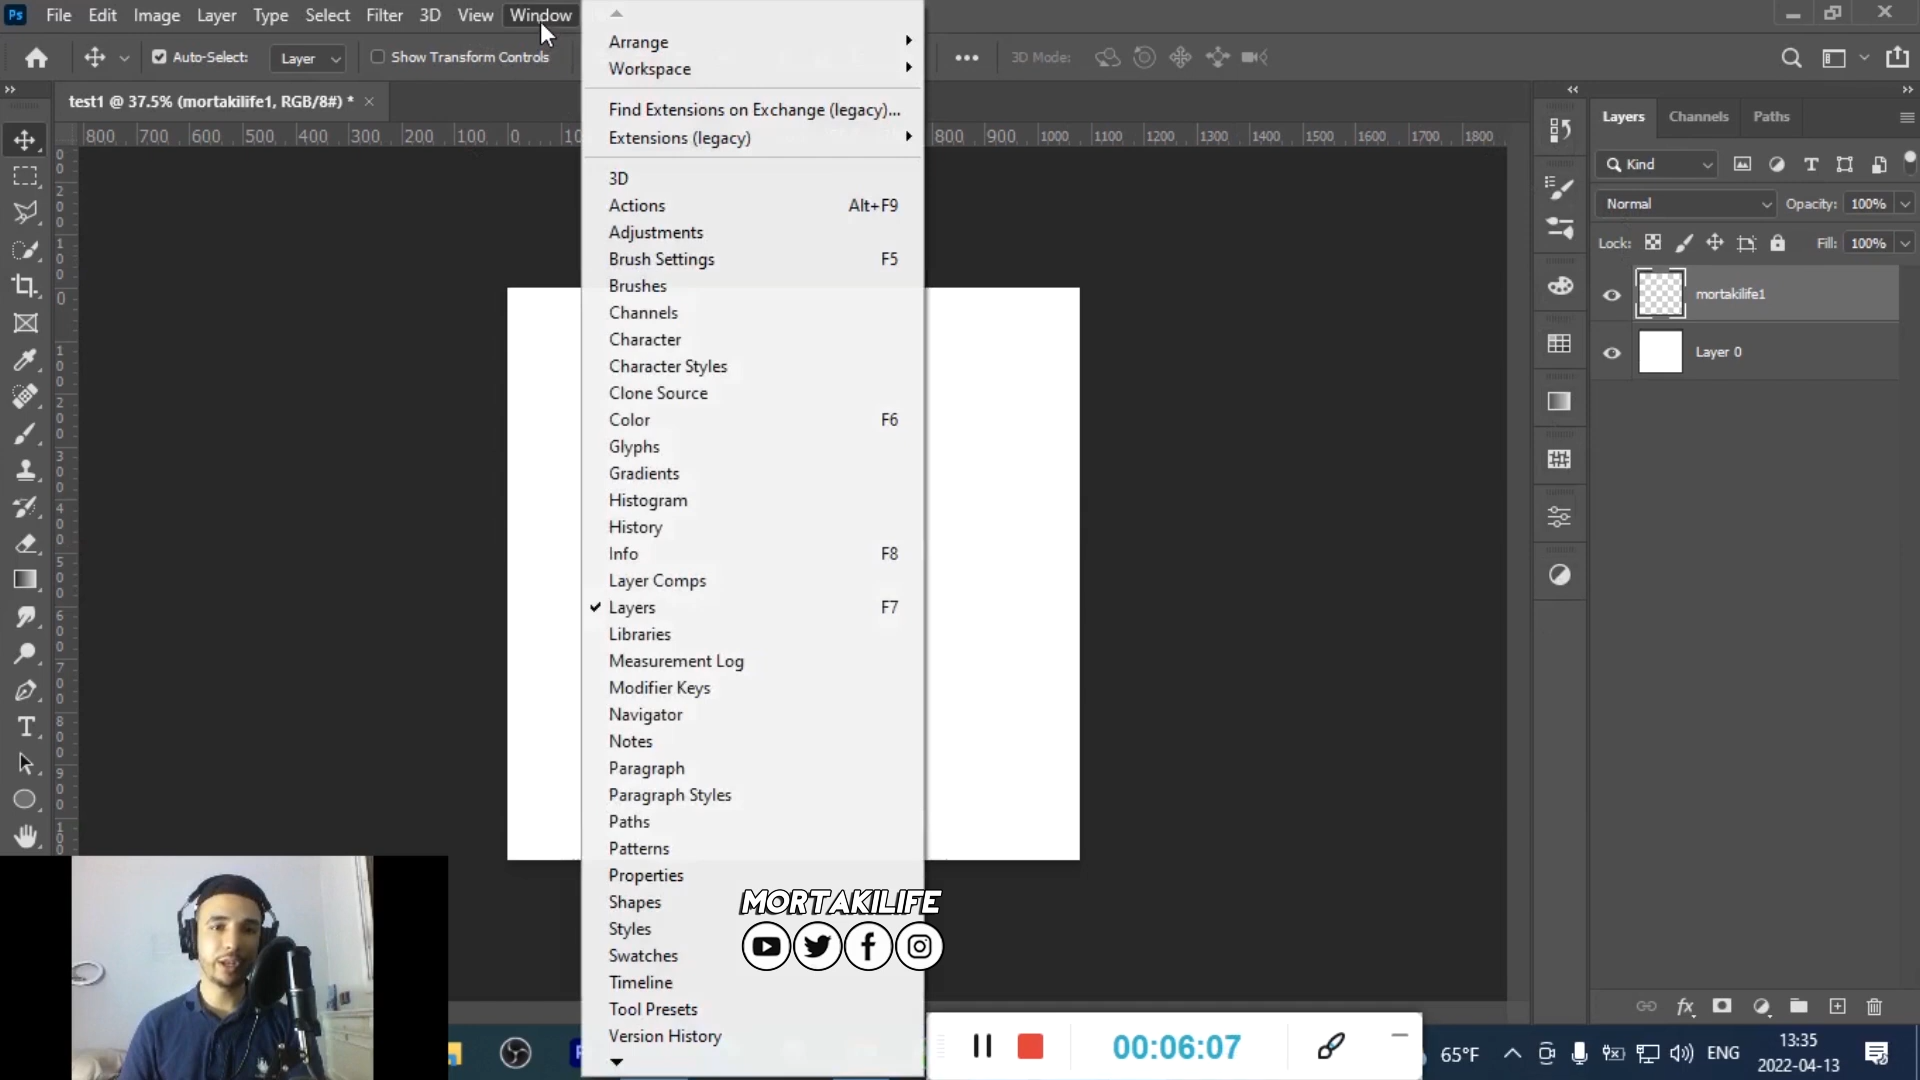 Ps File Edit Image Layer Type Select Filter 3D View Window
Auto-Select: Layer Show Transform Controls 3D Mode:
test1 @ 37.5% (mortakilife1, RGB/8#) * ×
800 700 600 500 400 300 200 100 0 10 800 900 1000 1100 1200 1300 1400 1500 1600 1700 1800
Arrange
Workspace
Find Extensions on Exchange (legacy)...
Extensions (legacy)
3D
Actions Alt+F9
Adjustments
Brush Settings F5
Brushes
Channels
Character
Character Styles
Clone Source
Color F6
Glyphs
Gradients
Histogram
History
Info F8
Layer Comps
Layers F7
Libraries
Measurement Log
Modifier Keys
Navigator
Notes
Paragraph
Paragraph Styles
Paths
Patterns
Properties
Shapes
Styles
Swatches
Timeline
Tool Presets
Version History
Layers Channels Paths
Kind
Normal Opacity: 100%
Lock: Fill: 100%
mortakilife1
Layer 0
MORTAKILIFE
00:06:07
65°F ENG 13:35
2022-04-13